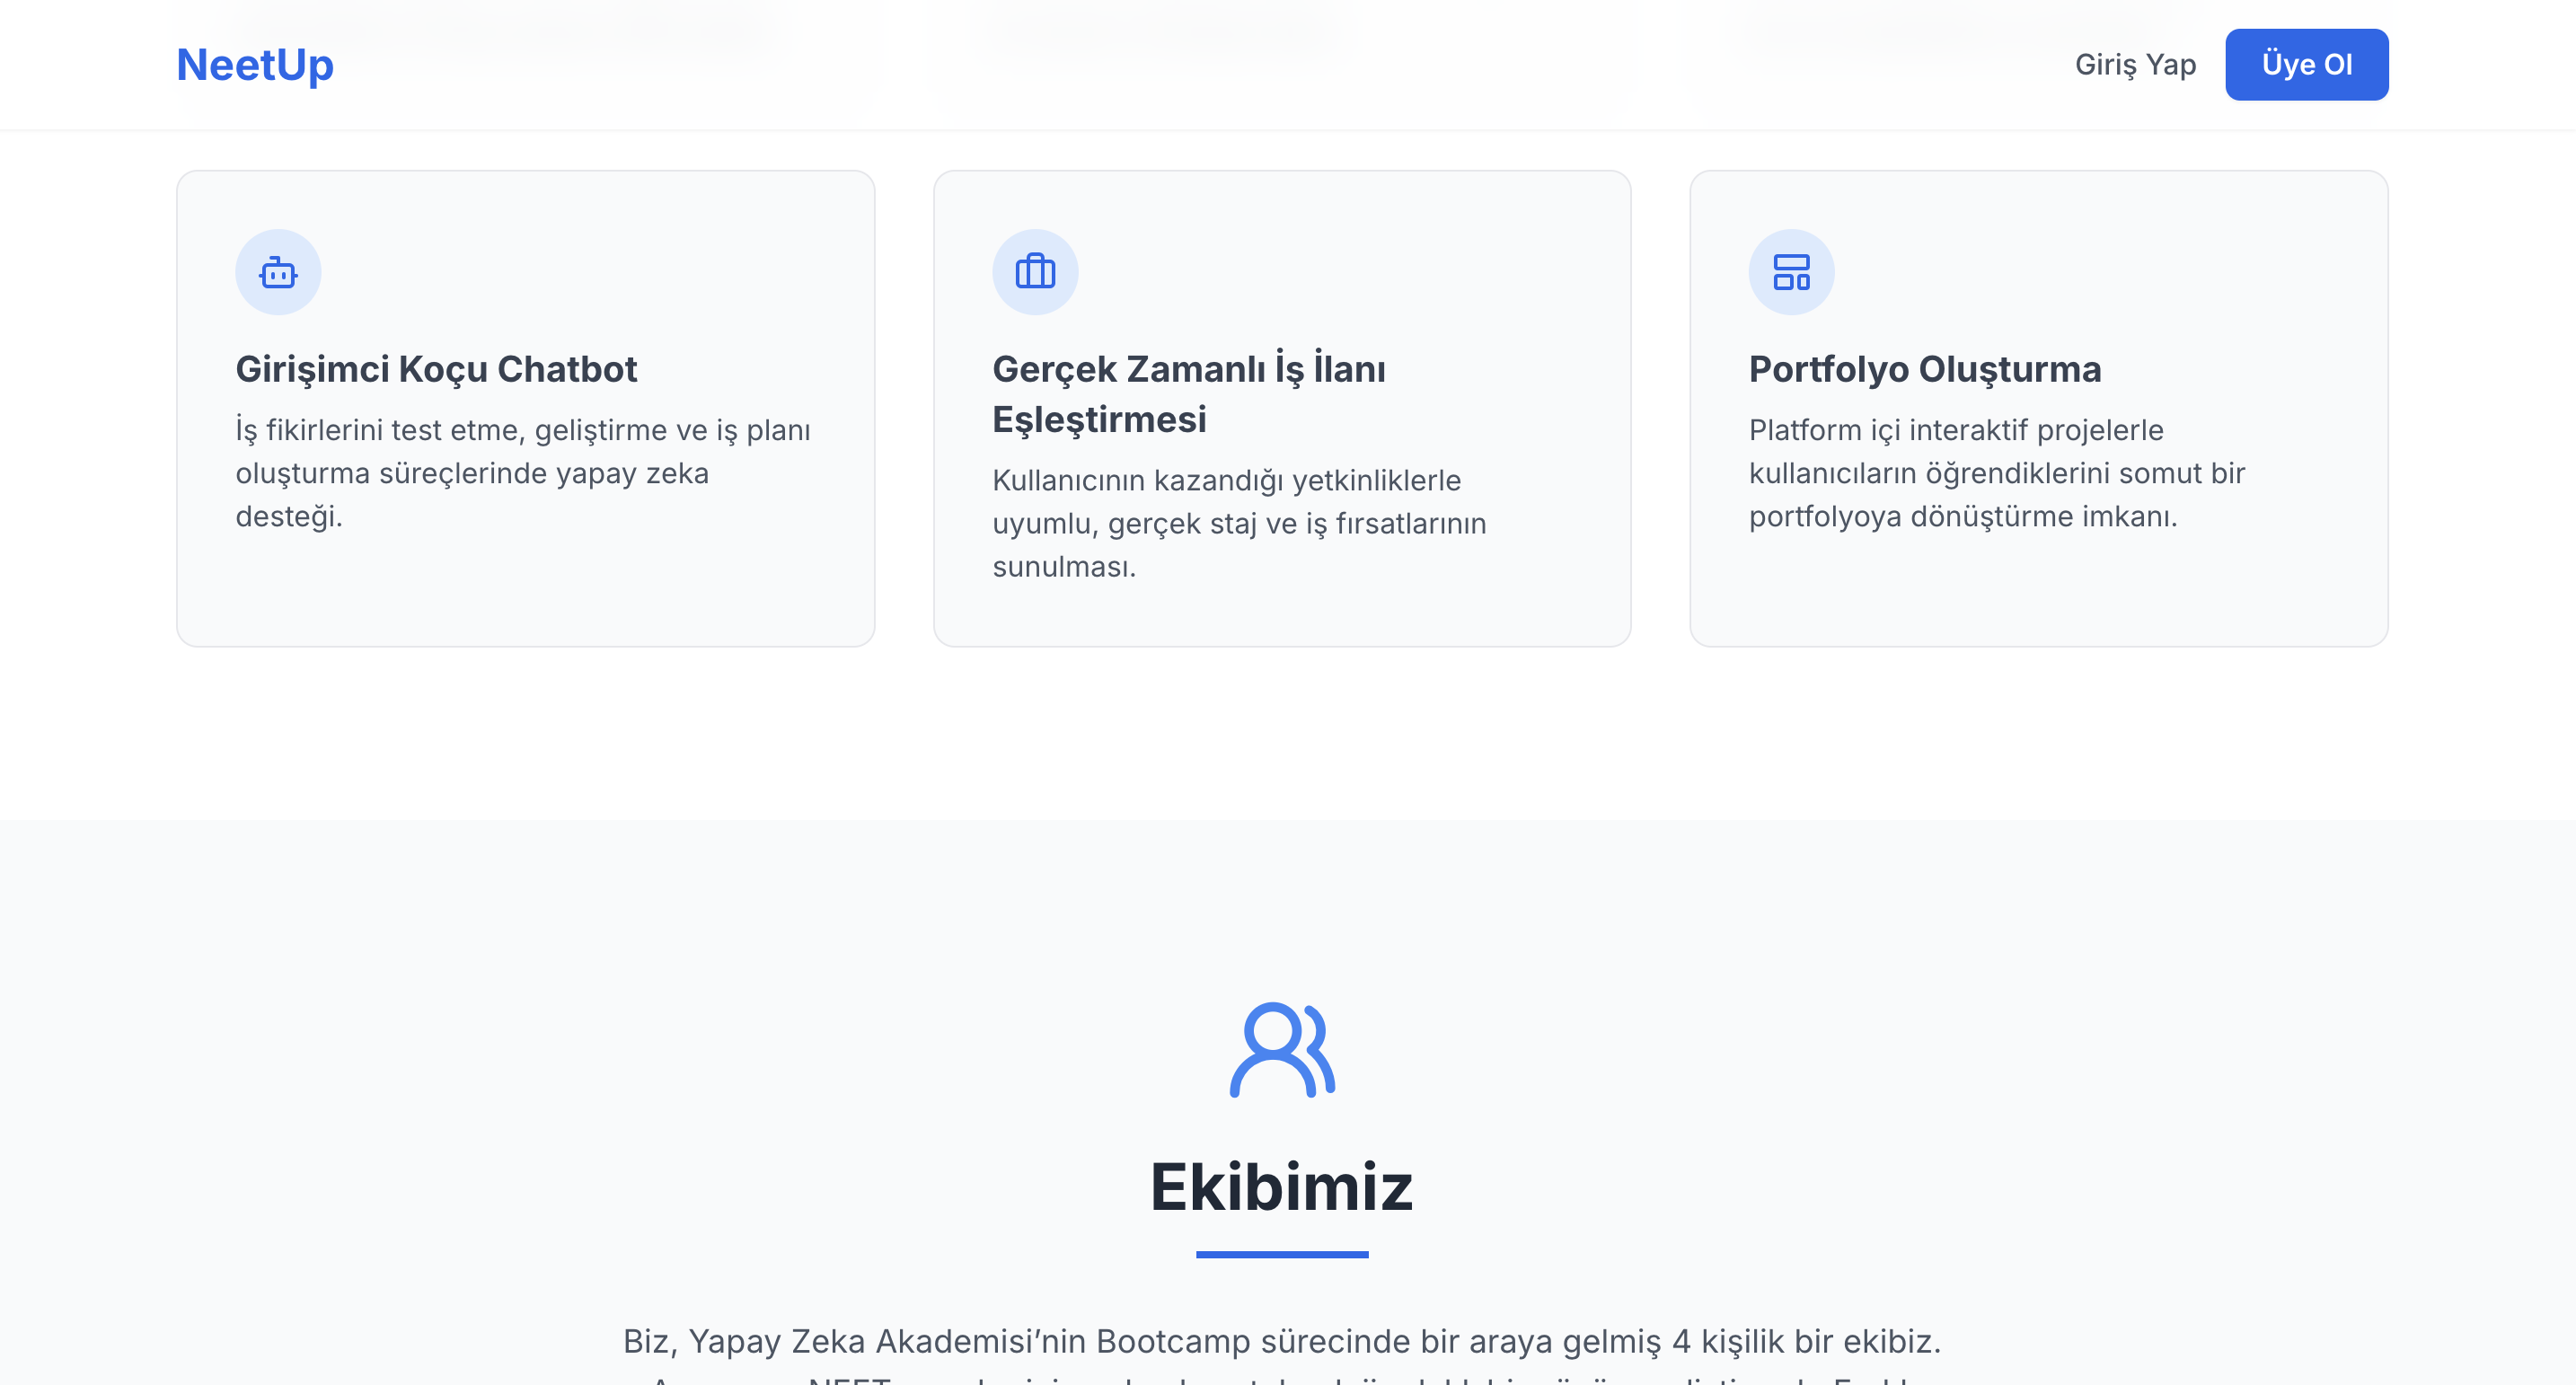 NeetUp
Giriş Yap
Üye Ol
Girişimci Koçu Chatbot
İş fikirlerini test etme, geliştirme ve iş planı
oluşturma süreçlerinde yapay zeka
desteği.
Gerçek Zamanlı İş İlanı
Eşleştirmesi
Kullanıcının kazandığı yetkinliklerle
uyumlu, gerçek staj ve iş fırsatlarının
sunulması.
Portfolyo Oluşturma
Platform içi interaktif projelerle
kullanıcıların öğrendiklerini somut bir
portfolyoya dönüştürme imkanı.
Ekibimiz
Biz, Yapay Zeka Akademisi’nin Bootcamp sürecinde bir araya gelmiş 4 kişilik bir ekibiz.